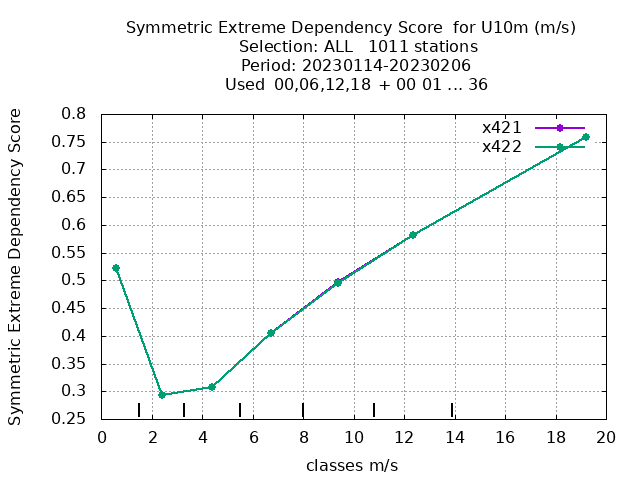 Symmetric Extreme Dependency Score for U10m (m/s)
Selection: ALL 1011 stations
Period: 20230114-20230206
Used 00,06,12,18 + 00 01 ... 36
Symmetric Extreme Dependency Score
0.8
0.75
0.7
0.65
0.6
0.55
0.5
0.45
0.4
0.35
0.3
0.25
x421
x422
0 2 4 6 8 10 12 14 16 18 20
classes m/s